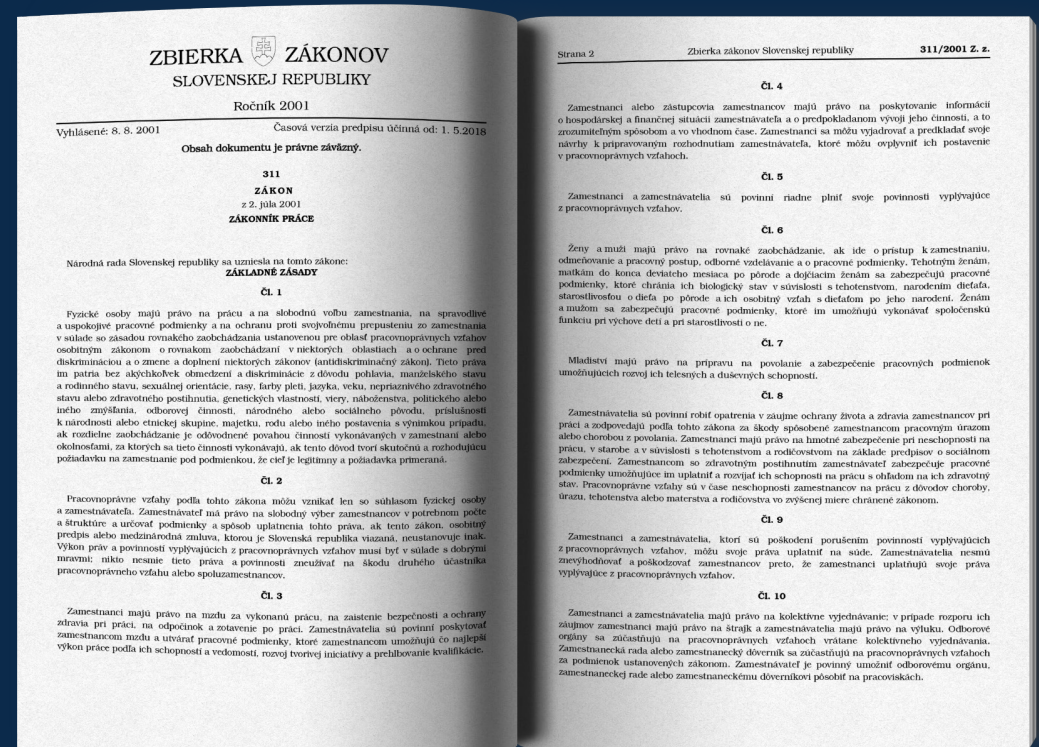 ZBIERKA ZÁKONOV
SLOVENSKEJ REPUBLIKY
Ročník 2001
Vyhlásené: 8. 8. 2001 Časová verzia predpisu účinná od: 1. 5.2018
Obsah dokumentu je právne záväzný.
311
ZÁKON
z 2. júla 2001
ZÁKONNÍK PRÁCE
Národná rada Slovenskej republiky sa uzniesla na tomto zákone:
ZÁKLADNÉ ZÁSADY
Čl. 1
Fyzické osoby majú právo na prácu a na slobodnú voľbu zamestnania, na spravodlivé
a uspokojivé pracovné podmienky a na ochranu proti svojvoľnému prepusteniu zo zamestnania
v súlade so zásadou rovnakého zaobchádzania ustanovenou pre oblasť pracovnoprávnych vzťahov
osobitným zákonom o rovnakom zaobchádzaní v niektorých oblastiach a o ochrane pred
diskrimináciou a o zmene a doplnení niektorých zákonov (antidiskriminačný zákon). Tieto práva
im patria bez akýchkoľvek obmedzení a diskriminácie z dôvodu pohlavia, manželského stavu
a rodinného stavu, sexuálnej orientácie, rasy, farby pleti, jazyka, veku, nepriaznivého zdravotného
stavu alebo zdravotného postihnutia, genetických vlastností, viery, náboženstva, politického alebo
iného zmýšľania, odborovej činnosti, národného alebo sociálneho pôvodu, príslušnosti
k národnosti alebo etnickej skupine, majetku, rodu alebo iného postavenia s výnimkou prípadu,
ak rozdielne zaobchádzanie je odôvodnené povahou činností vykonávaných v zamestnaní alebo
okolnosťami, za ktorých sa tieto činnosti vykonávajú, ak tento dôvod tvorí skutočnú a rozhodujúcu
požiadavku na zamestnanie pod podmienkou, že cieľ je legitímny a požiadavka primeraná.
Čl. 2
Pracovnoprávne vzťahy podľa tohto zákona môžu vznikať len so súhlasom fyzickej osoby
a zamestnávateľa. Zamestnávateľ má právo na slobodný výber zamestnancov v potrebnom počte
a štruktúre a určovať podmienky a spôsob uplatnenia tohto práva, ak tento zákon, osobitný
predpis alebo medzinárodná zmluva, ktorou je Slovenská republika viazaná, neustanovuje inak.
Výkon práv a povinností vyplývajúcich z pracovnoprávnych vzťahov musí byť v súlade s dobrými
mravmi; nikto nesmie tieto práva a povinnosti zneužívať na škodu druhého účastníka
pracovnoprávneho vzťahu alebo spoluzamestnancov.
Čl. 3
Zamestnanci majú právo na mzdu za vykonanú prácu, na zaistenie bezpečnosti a ochrany
zdravia pri práci, na odpočinok a zotavenie po práci. Zamestnávatelia sú povinní poskytovať
zamestnancom mzdu a utvárať pracovné podmienky, ktoré zamestnancom umožňujú čo najlepší
výkon práce podľa ich schopností a vedomostí, rozvoj tvorivej iniciatívy a prehlbovanie kvalifikácie.
Strana 2 Zbierka zákonov Slovenskej republiky 311/2001 Z. z.
Čl. 4
Zamestnanci alebo zástupcovia zamestnancov majú právo na poskytovanie informácií
o hospodárskej a finančnej situácii zamestnávateľa a o predpokladanom vývoji jeho činnosti, a to
zrozumiteľným spôsobom a vo vhodnom čase. Zamestnanci sa môžu vyjadrovať a predkladať svoje
návrhy k pripravovaným rozhodnutiam zamestnávateľa, ktoré môžu ovplyvniť ich postavenie
v pracovnoprávnych vzťahoch.
Čl. 5
Zamestnanci a zamestnávatelia sú povinní riadne plniť svoje povinnosti vyplývajúce
z pracovnoprávnych vzťahov.
Čl. 6
Ženy a muži majú právo na rovnaké zaobchádzanie, ak ide o prístup k zamestnaniu,
odmeňovanie a pracovný postup, odborné vzdelávanie a o pracovné podmienky. Tehotným ženám,
matkám do konca deviateho mesiaca po pôrode a dojčiacim ženám sa zabezpečujú pracovné
podmienky, ktoré chránia ich biologický stav v súvislosti s tehotenstvom, narodením dieťaťa,
starostlivosťou o dieťa po pôrode a ich osobitný vzťah s dieťaťom po jeho narodení. Ženám
a mužom sa zabezpečujú pracovné podmienky, ktoré im umožňujú vykonávať spoločenskú
funkciu pri výchove detí a pri starostlivosti o ne.
Čl. 7
Mladiství majú právo na prípravu na povolanie a zabezpečenie pracovných podmienok
umožňujúcich rozvoj ich telesných a duševných schopností.
Čl. 8
Zamestnávatelia sú povinní robiť opatrenia v záujme ochrany života a zdravia zamestnancov pri
práci a zodpovedajú podľa tohto zákona za škody spôsobené zamestnancom pracovným úrazom
alebo chorobou z povolania. Zamestnanci majú právo na hmotné zabezpečenie pri neschopnosti na
prácu, v starobe a v súvislosti s tehotenstvom a rodičovstvom na základe predpisov o sociálnom
zabezpečení. Zamestnancom so zdravotným postihnutím zamestnávateľ zabezpečuje pracovné
podmienky umožňujúce im uplatniť a rozvíjať ich schopnosti na prácu s ohľadom na ich zdravotný
stav. Pracovnoprávne vzťahy sú v čase neschopnosti zamestnancov na prácu z dôvodov choroby,
úrazu, tehotenstva alebo materstva a rodičovstva vo zvýšenej miere chránené zákonom.
Čl. 9
Zamestnanci a zamestnávatelia, ktorí sú poškodení porušením povinností vyplývajúcich
z pracovnoprávnych vzťahov, môžu svoje práva uplatniť na súde. Zamestnávatelia nesmú
znevýhodňovať a poškodzovať zamestnancov preto, že zamestnanci uplatňujú svoje práva
vyplývajúce z pracovnoprávnych vzťahov.
Čl. 10
Zamestnanci a zamestnávatelia majú právo na kolektívne vyjednávanie; v prípade rozporu ich
záujmov zamestnanci majú právo na štrajk a zamestnávatelia majú právo na výluku. Odborové
orgány sa zúčastňujú na pracovnoprávnych vzťahoch vrátane kolektívneho vyjednávania.
Zamestnanecká rada alebo zamestnanecký dôverník sa zúčastňujú na pracovnoprávnych vzťahoch
za podmienok ustanovených zákonom. Zamestnávateľ je povinný umožniť odborovému orgánu,
zamestnaneckej rade alebo zamestnaneckému dôverníkovi pôsobiť na pracoviskách.